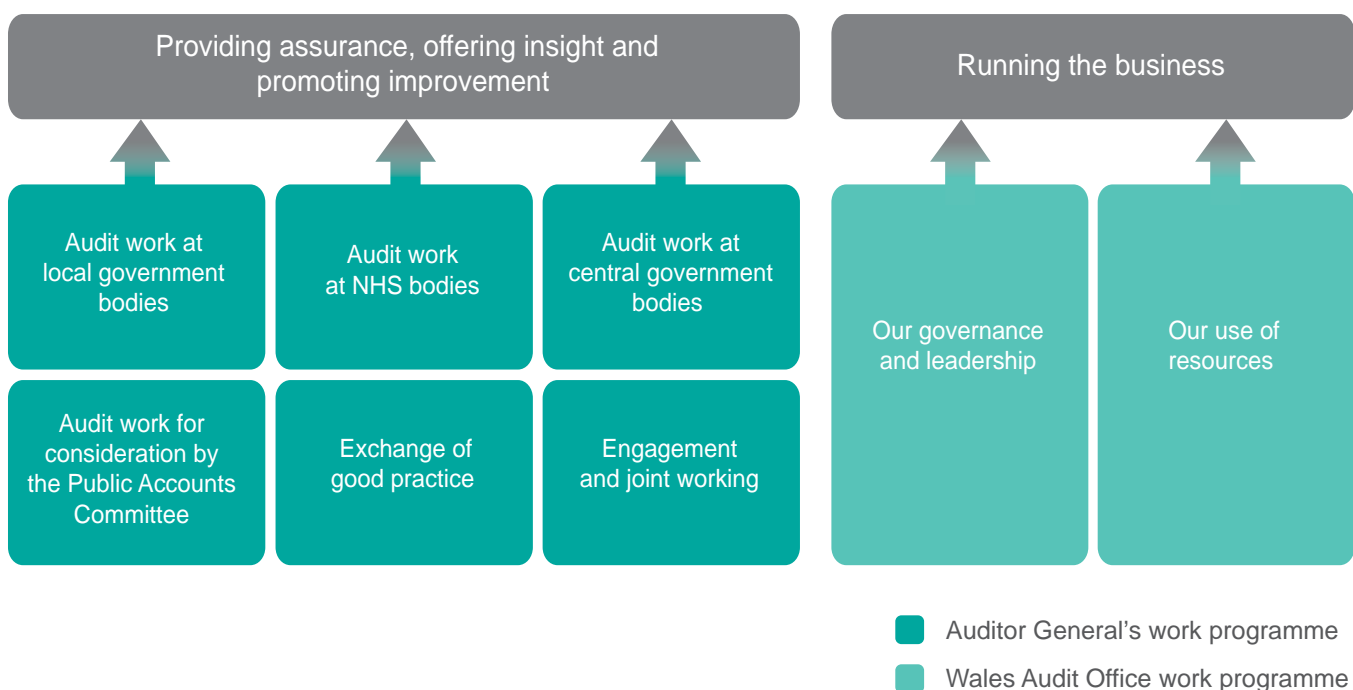 Providing assurance, offering insight and
promoting improvement
Running the business
Audit work at
local government
bodies
Audit work
at NHS bodies
Audit work at
central government
bodies
Our governance
and leadership
Our use of
resources
Audit work for
consideration by
the Public Accounts
Committee
Exchange of
good practice
Engagement
and joint working
Auditor General’s work programme
Wales Audit Office work programme